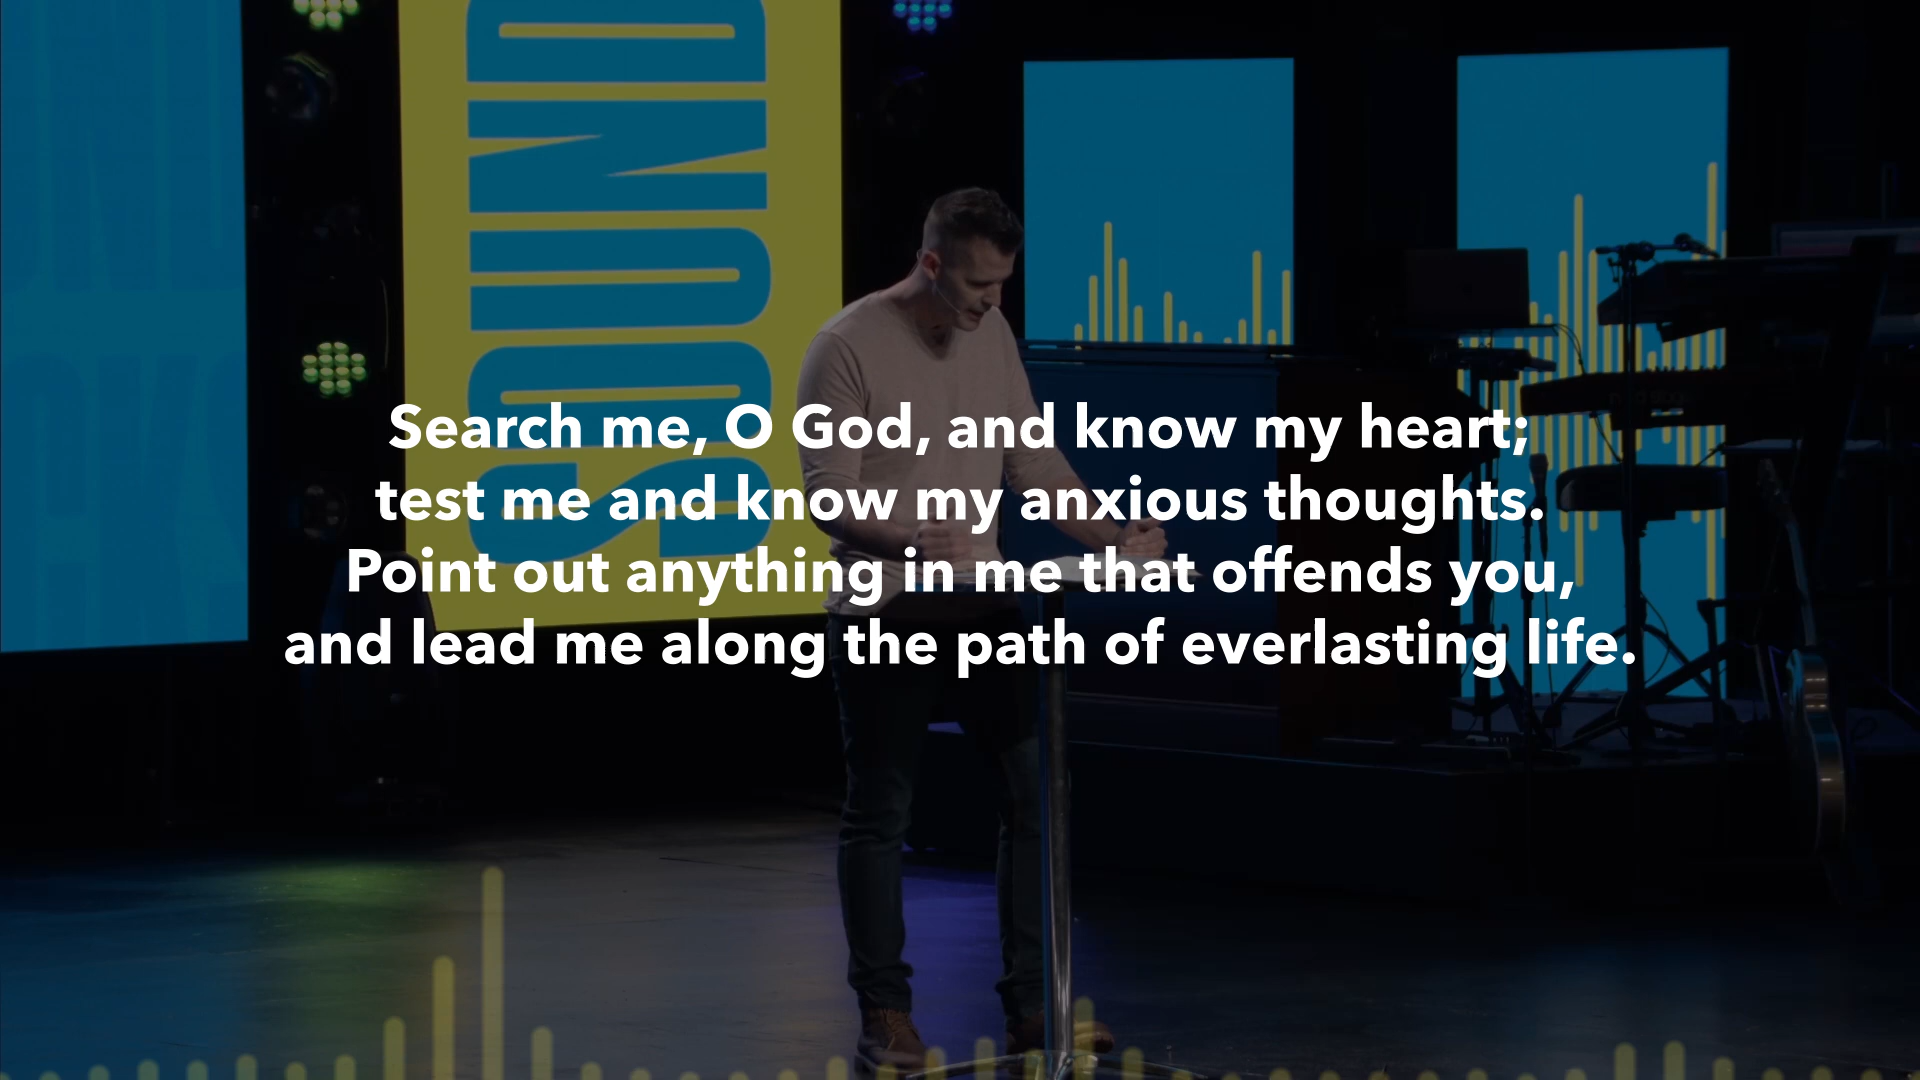 SOUND
Search me, O God, and know my heart;
test me and know my anxious thoughts.
Point out anything in me that offends you,
and lead me along the path of everlasting life.